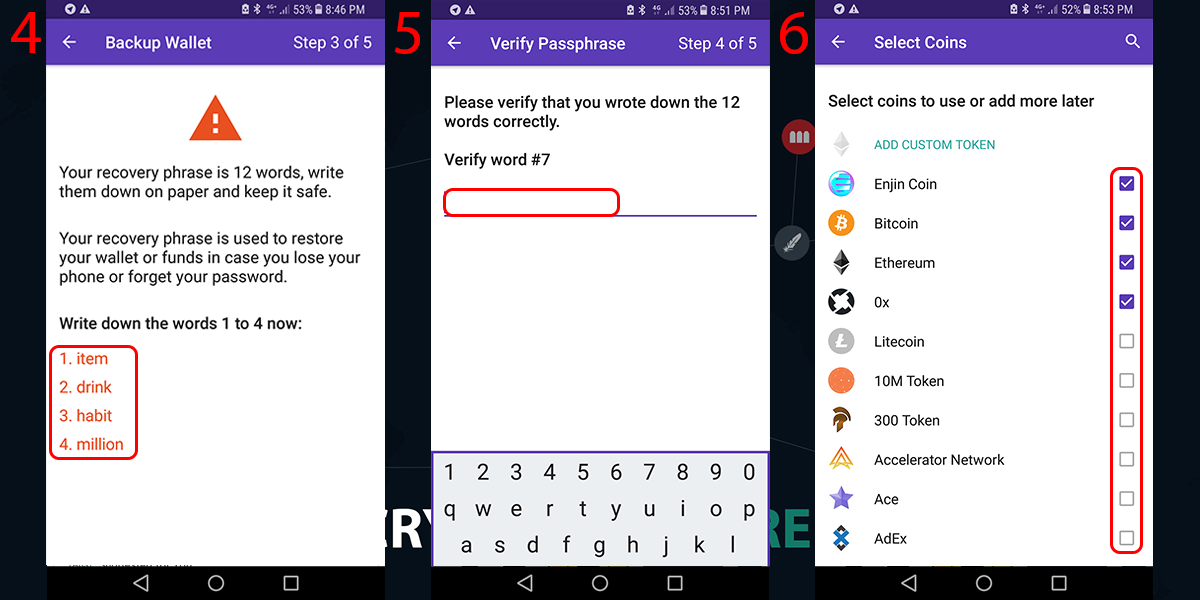 4
8:46 PM
53%
4G+
Backup Wallet
Step 3 of 5
Your recovery phrase is 12 words, write
them down on paper and keep it safe.
Your recovery phrase is used to restore
your wallet or funds in case you lose your
phone or forget your password.
Write down the words 1 to 4 now:
1. item
2. drink
3. habit
4. million
5
4G
53%
8:51 PM
Verify Passphrase
Step 4 of 5
Please verify that you wrote down the 12
words correctly.
Verify word #7
1 2 3 4 5 6 7 8 9 0
q w e r t y u i o p
a s d f g h j k l
6
4G+
52%
8:53 PM
Select Coins
Select coins to use or add more later
ADD CUSTOM TOKEN
Enjin Coin
Bitcoin
Ethereum
0x
Litecoin
10M Token
300 Token
Accelerator Network
Ace
AdEx